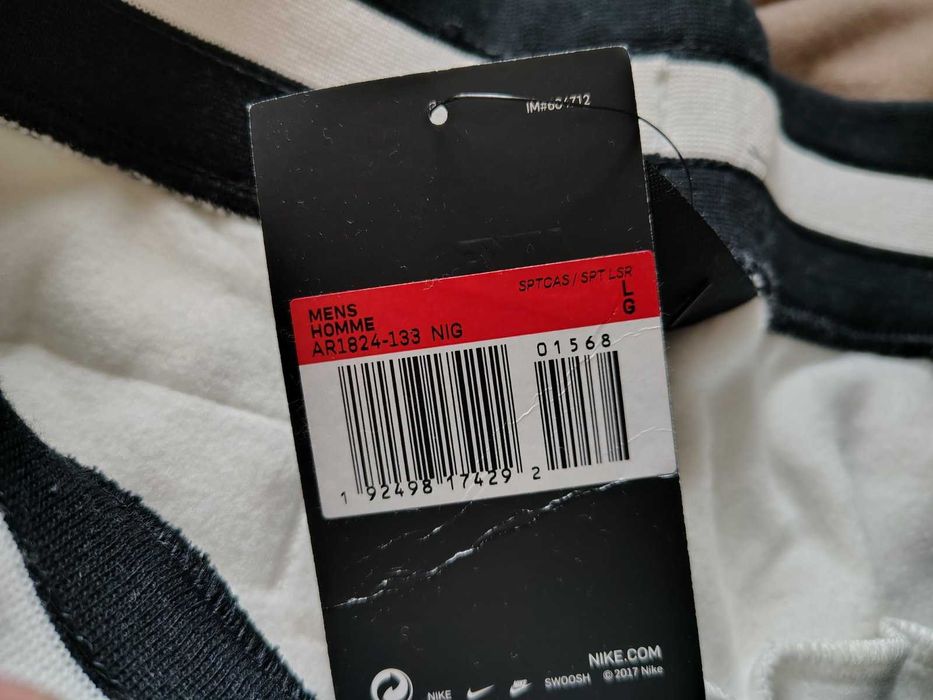 IM#604712
SPTCAS / SPT LSR
MENS
HOMME
L
G
AR1824-133 NIG
01568
1 92498 17429 2
NIKE.COM
NIKE SWOOSH © 2017 Nike